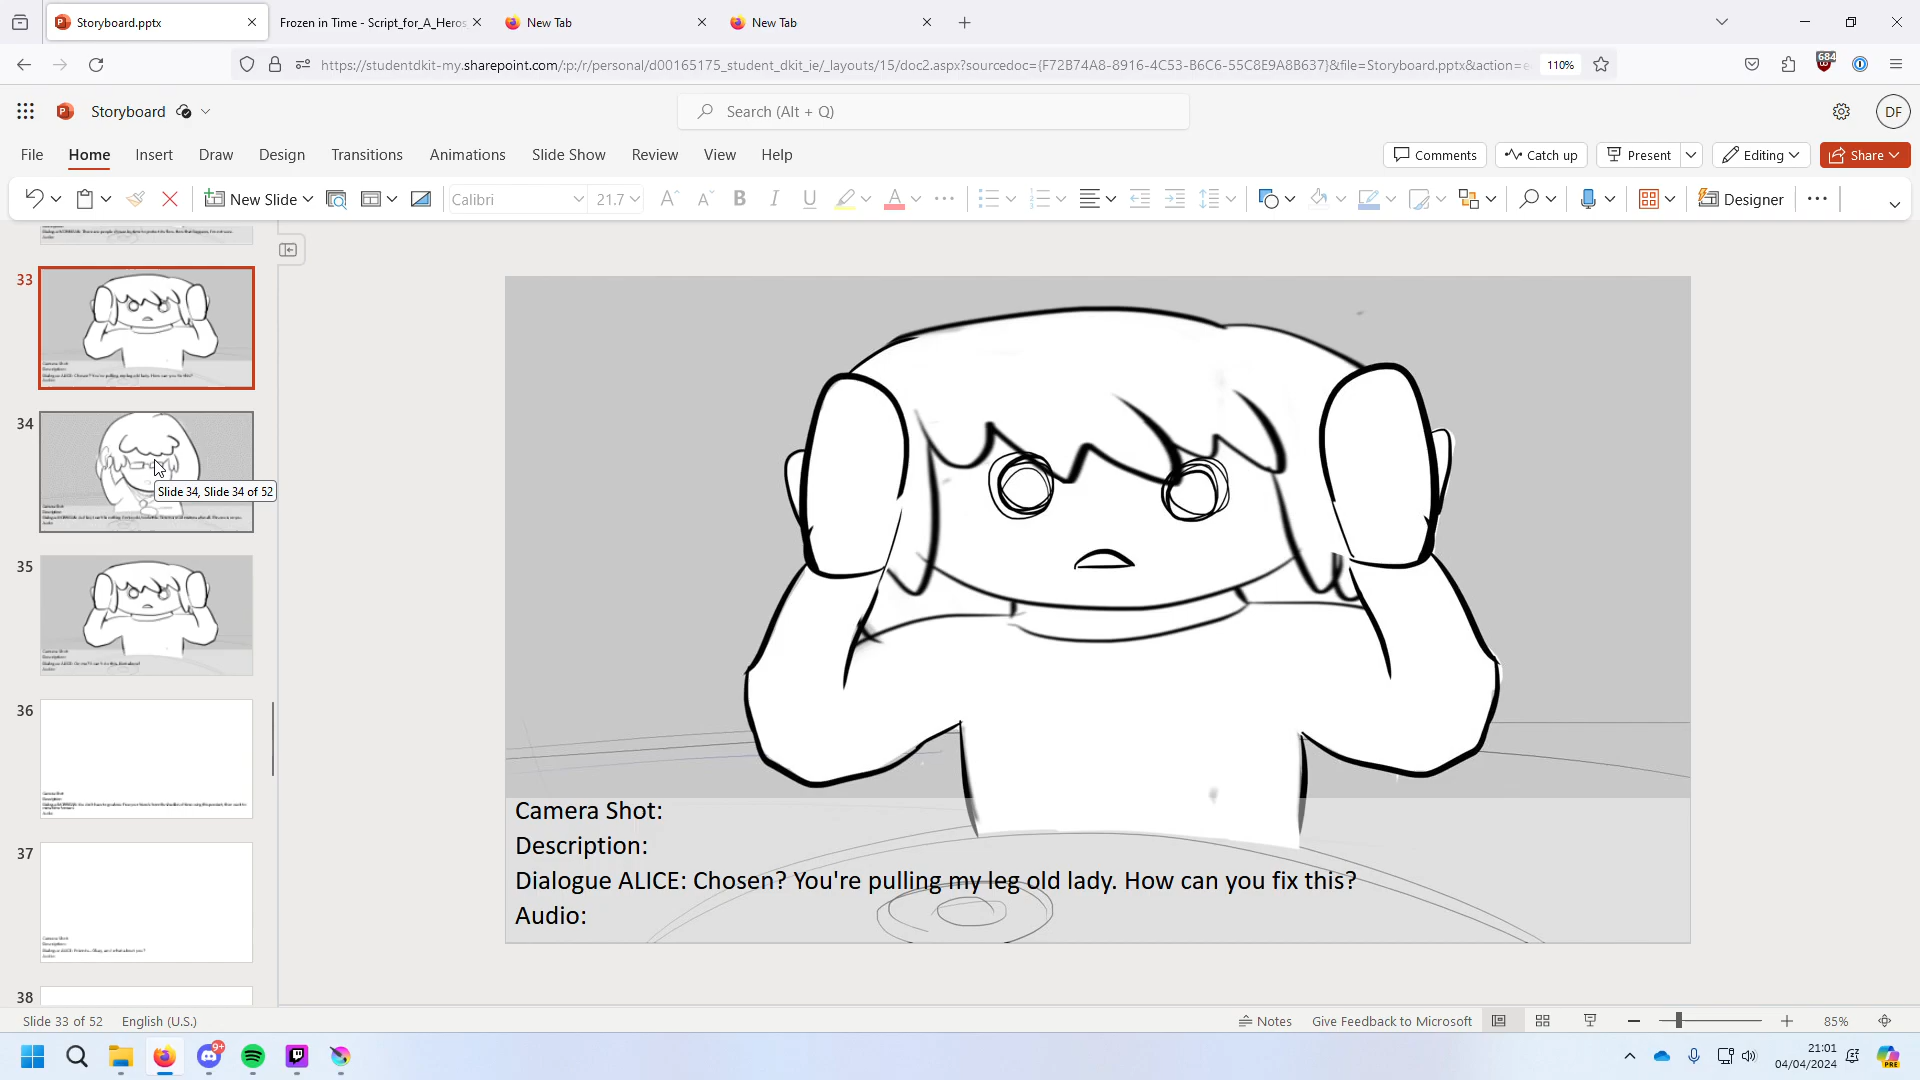 Storyboard.pptx
Frozen in Time - Script_for_A_Heros
New Tab
New Tab
https://studentdkit-my.sharepoint.com/:p:/r/personal/d00165175_student_dkit_ie/_layouts/15/doc2.aspx?sourcedoc={F72B74A8-8916-4C53-B6C6-55C8E9A8B637}&file=Storyboard.pptx&action=e
110%
684
Storyboard
Search (Alt + Q)
DF
File Home Insert Draw Design Transitions Animations Slide Show Review View Help
Comments Catch up Present Editing Share
New Slide Calibri 21.7 B I U A Designer
33
34
Slide 34, Slide 34 of 52
35
36
37
38
Camera Shot:
Description:
Dialogue ALICE: Chosen? You're pulling my leg old lady. How can you fix this?
Audio:
Slide 33 of 52 English (U.S.) Notes Give Feedback to Microsoft 85%
9+
21:01
04/04/2024
PRE